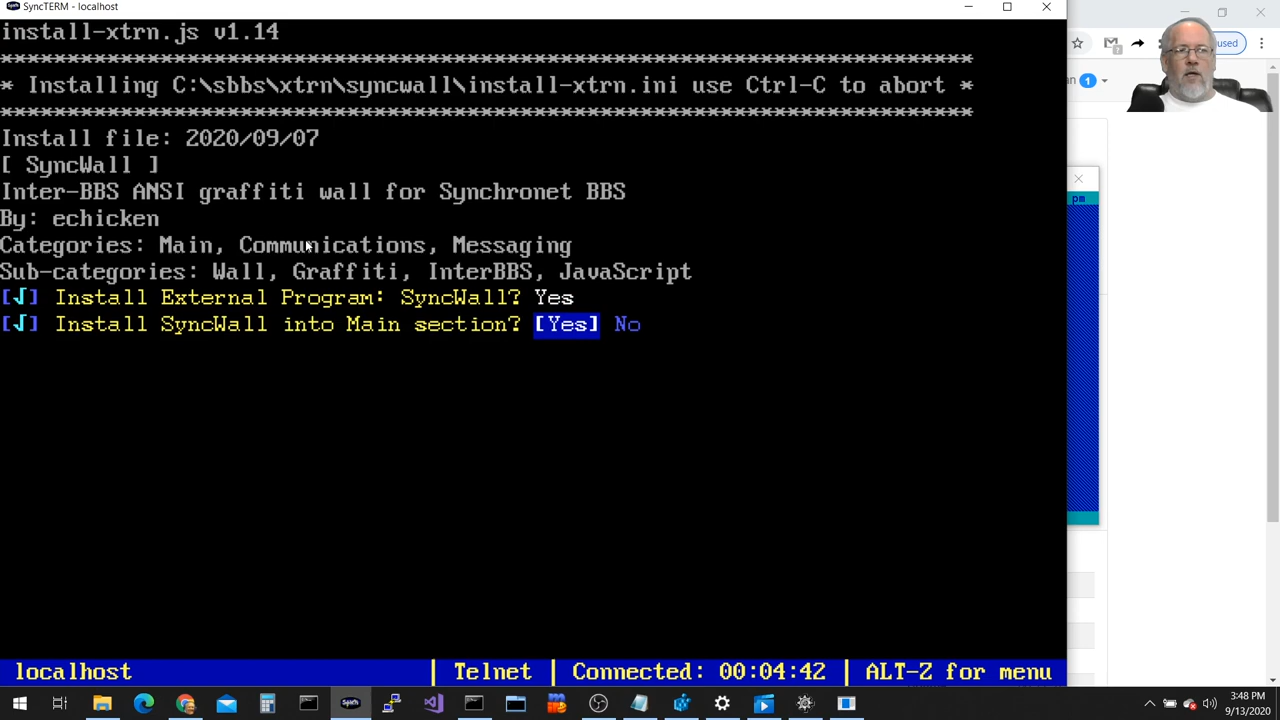 SyncTERM - localhost
install-xtrn.js v1.14
*************************************************************************
* Installing C:\sbbs\xtrn\syncwall\install-xtrn.ini use Ctrl-C to abort *
*************************************************************************
Install file: 2020/09/07
[ SyncWall ]
Inter-BBS ANSI graffiti wall for Synchronet BBS
By: echicken
Categories: Main, Communications, Messaging
Sub-categories: Wall, Graffiti, InterBBS, JavaScript
[√] Install External Program: SyncWall? Yes
[√] Install SyncWall into Main section? [Yes] No
localhost | Telnet | Connected: 00:04:42 | ALT-Z for menu
used
1
pm
3:48 PM
9/13/2020